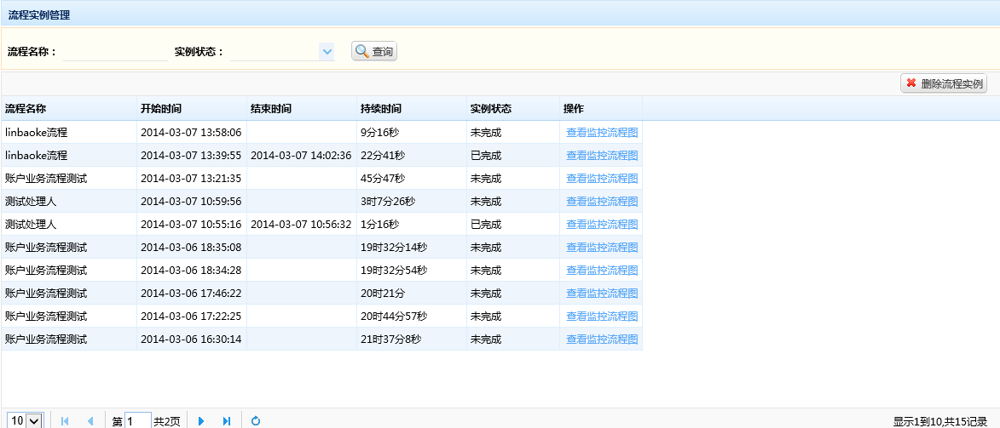 流程实例管理
流程名称： 实例状态： 查询
删除流程实例
流程名称 开始时间 结束时间 持续时间 实例状态 操作
linbaoke流程 2014-03-07 13:58:06 9分16秒 未完成 查看监控流程图
linbaoke流程 2014-03-07 13:39:55 2014-03-07 14:02:36 22分41秒 已完成 查看监控流程图
账户业务流程测试 2014-03-07 13:21:35 45分47秒 未完成 查看监控流程图
测试处理人 2014-03-07 10:59:56 3时7分26秒 未完成 查看监控流程图
测试处理人 2014-03-07 10:55:16 2014-03-07 10:56:32 1分16秒 已完成 查看监控流程图
账户业务流程测试 2014-03-06 18:35:08 19时32分14秒 未完成 查看监控流程图
账户业务流程测试 2014-03-06 18:34:28 19时32分54秒 未完成 查看监控流程图
账户业务流程测试 2014-03-06 17:46:22 20时21分 未完成 查看监控流程图
账户业务流程测试 2014-03-06 17:22:25 20时44分57秒 未完成 查看监控流程图
账户业务流程测试 2014-03-06 16:30:14 21时37分8秒 未完成 查看监控流程图
10 第 1 共2页 显示1到10,共15记录